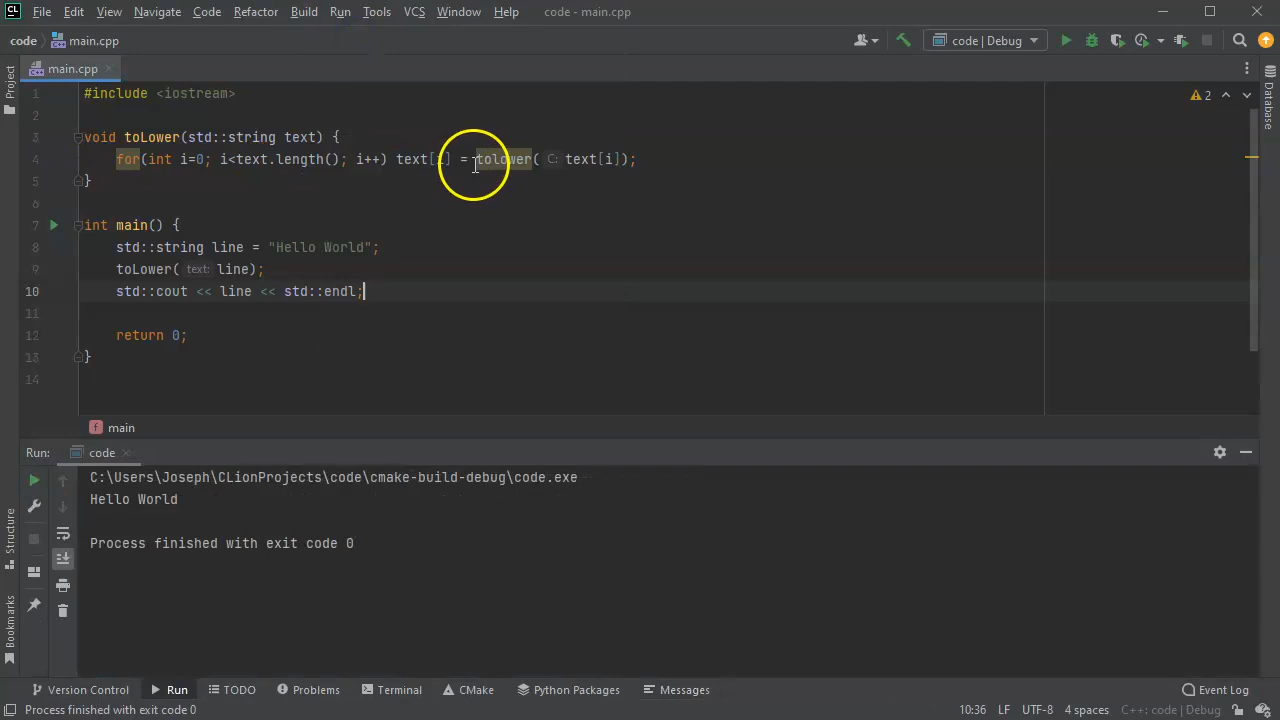 CL File Edit View Navigate Code Refactor Build Run Tools VCS Window Help code - main.cpp
code main.cpp code | Debug
main.cpp
Project
Database
2
1 #include <iostream>
2
3 void toLower(std::string text) {
4 for(int i=0; i<text.length(); i++) text[i] = tolower( C: text[i]);
5 }
6
7 int main() {
8 std::string line = "Hello World";
9 toLower( text: line);
10 std::cout << line << std::endl;
11
12 return 0;
13 }
14
f main
Run: code
C:\Users\Joseph\CLionProjects\code\cmake-build-debug\code.exe
Hello World
Process finished with exit code 0
Structure
Bookmarks
Version Control Run TODO Problems Terminal CMake Python Packages Messages Event Log
Process finished with exit code 0 10:36 LF UTF-8 4 spaces C++: code | Debug